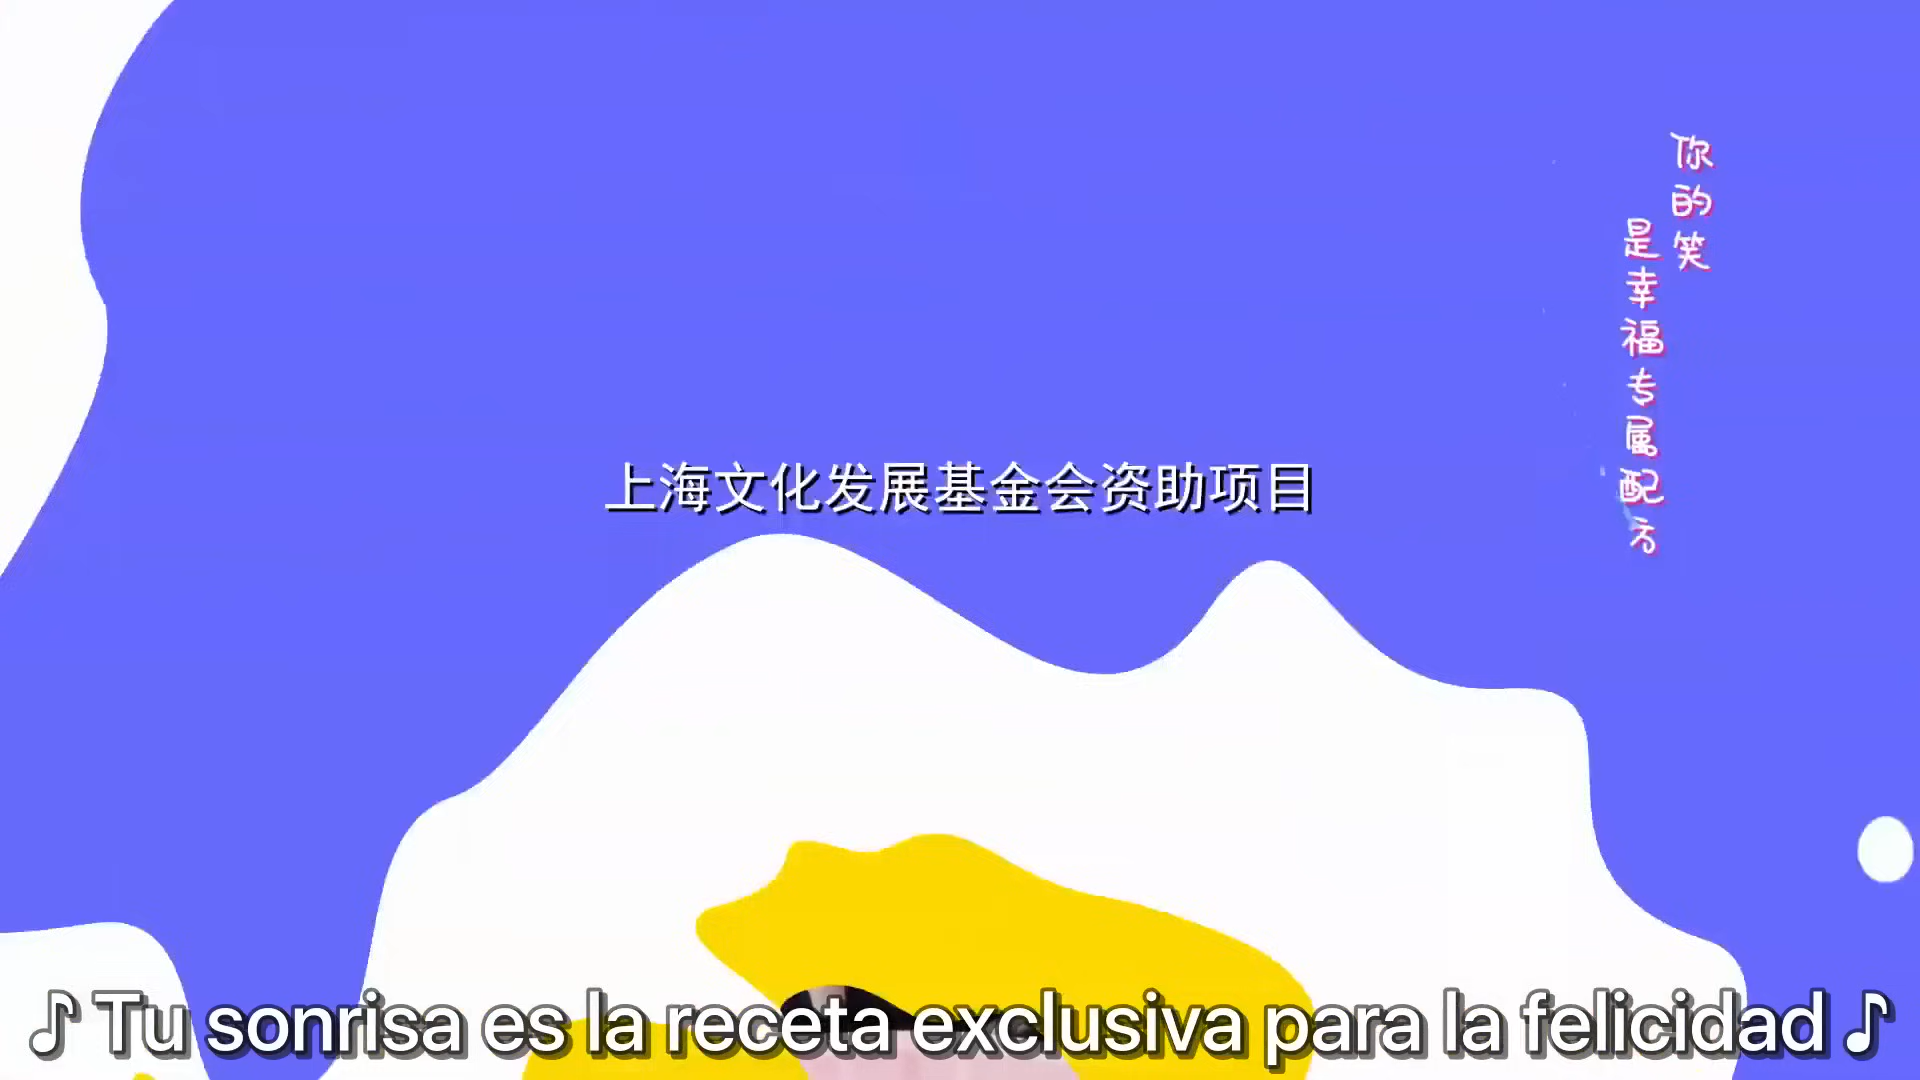 你的笑
是幸福专属配方
上海文化发展基金会资助项目
♪ Tu sonrisa es la receta exclusiva para la felicidad ♪